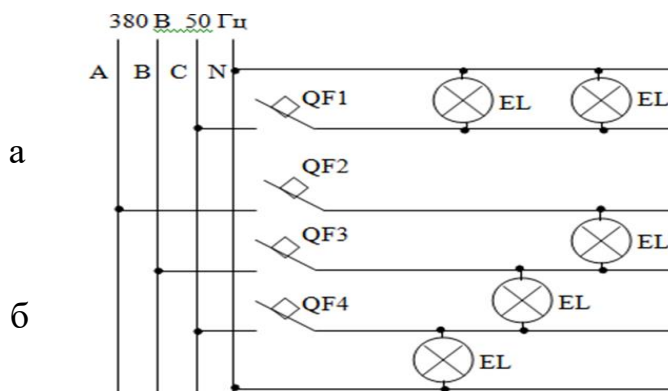 380 В 50 Гц
A B C N
QF1 EL EL
а
QF2
QF3 EL
б
QF4 EL
EL